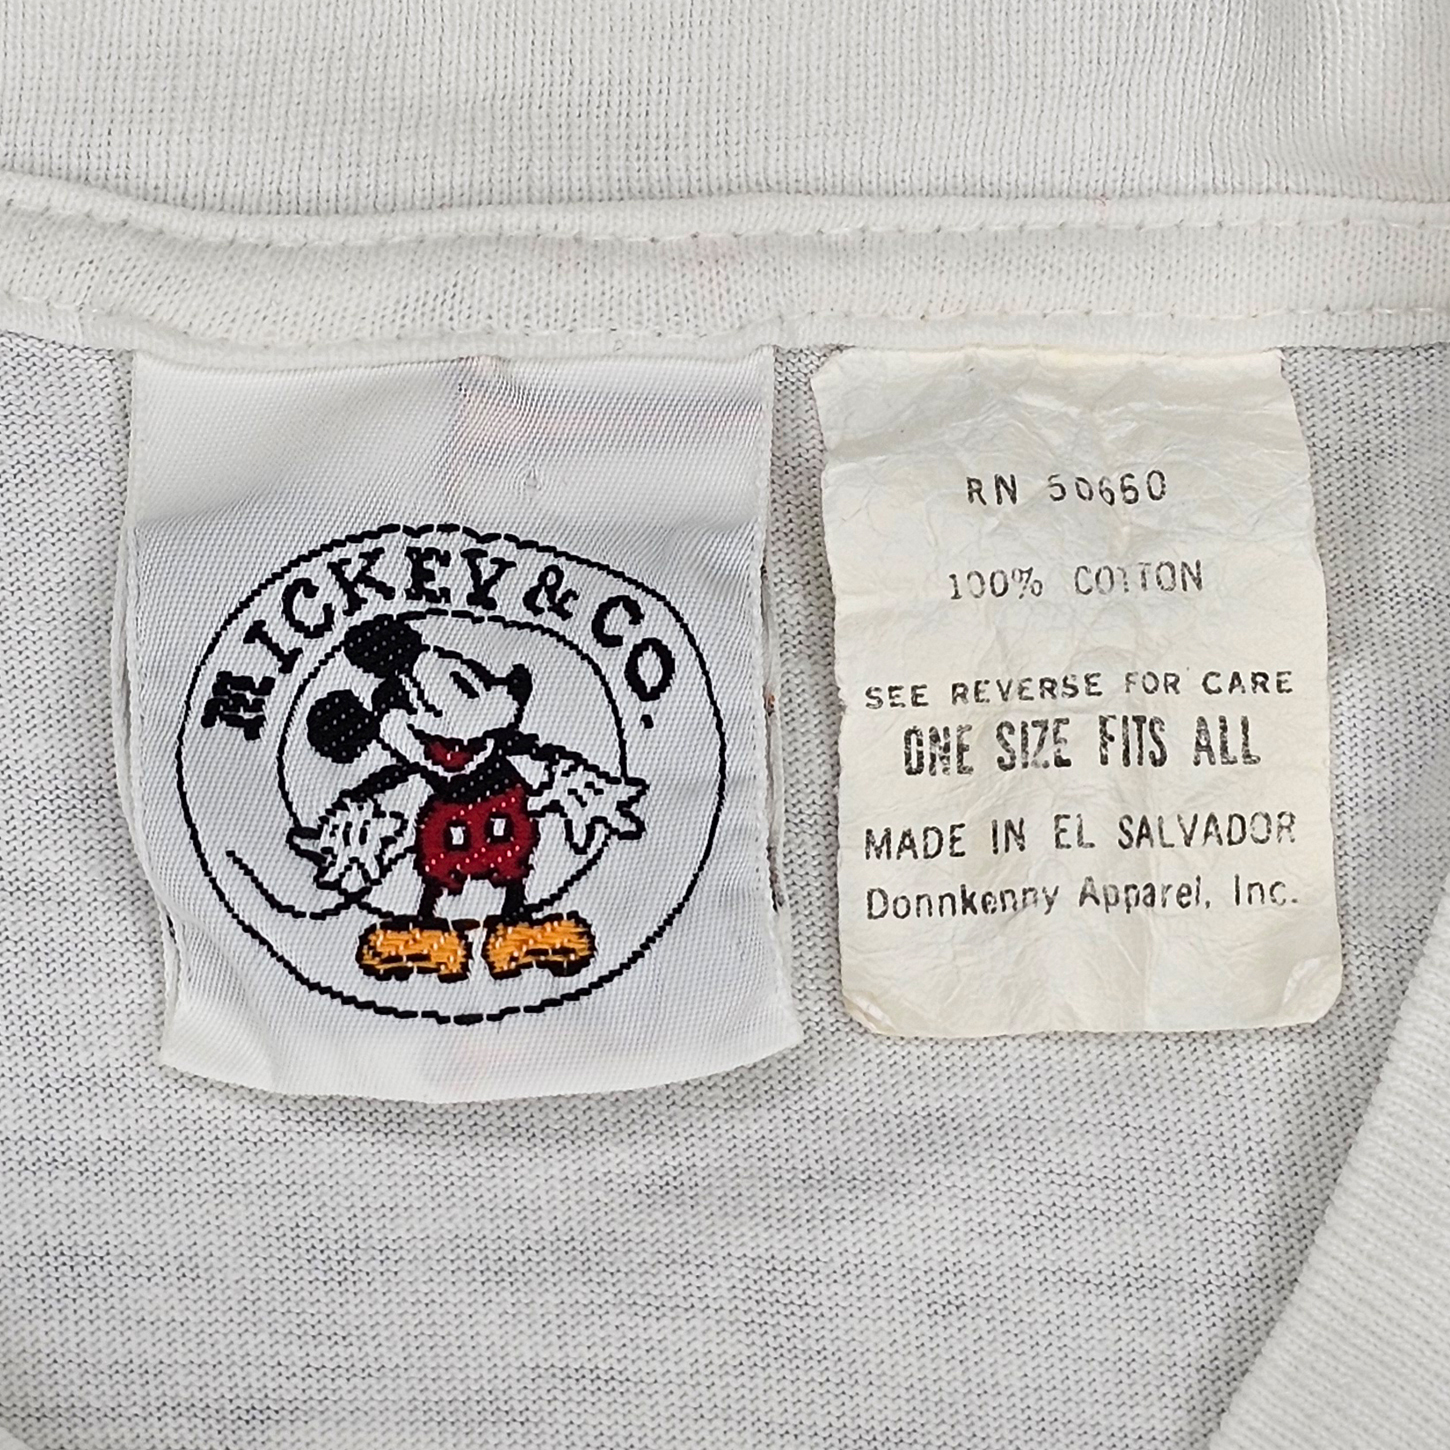 MICKEY & CO.
RN 50660
100% COTTON
SEE REVERSE FOR CARE
ONE SIZE FITS ALL
MADE IN EL SALVADOR
Donnkenny Apparel, Inc.